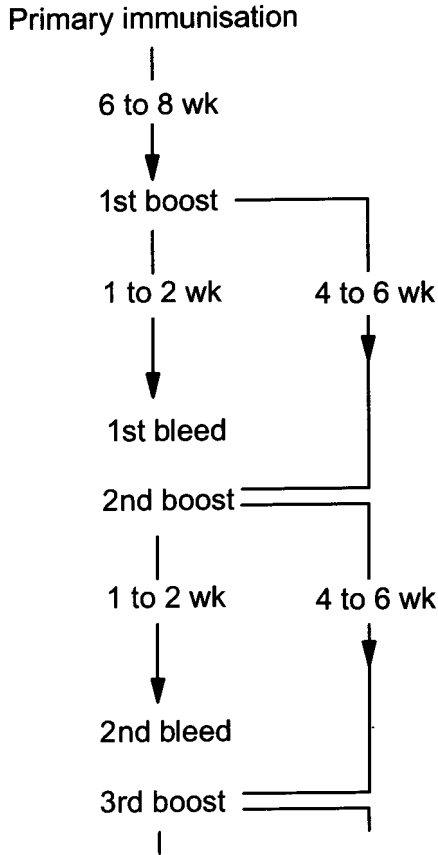 Primary immunisation
6 to 8 wk
1st boost
1 to 2 wk
4 to 6 wk
1st bleed
2nd boost
1 to 2 wk
4 to 6 wk
2nd bleed
3rd boost